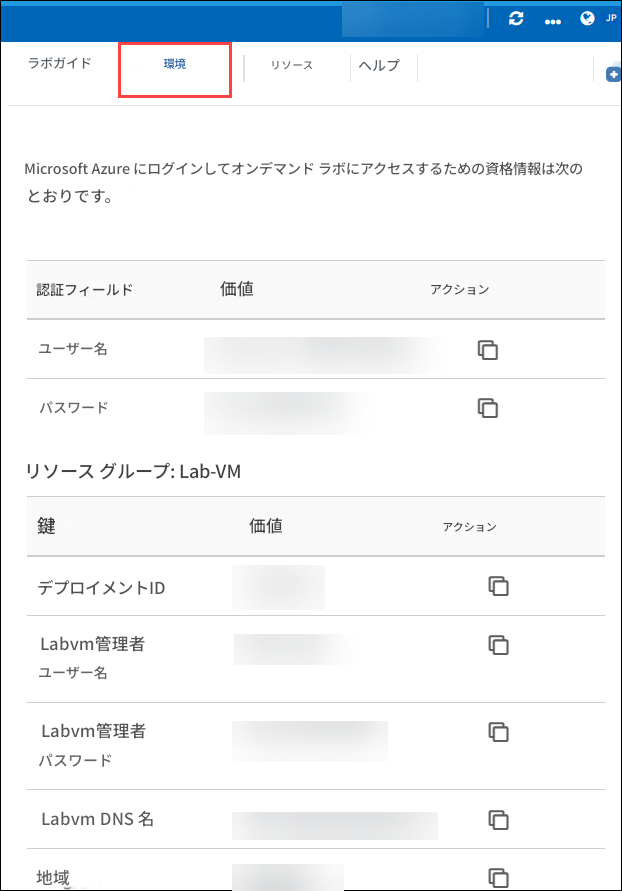 JP
ラボガイド
環境
リソース
ヘルプ
Microsoft Azure にログインしてオンデマンド ラボにアクセスするための資格情報は次の
とおりです。
認証フィールド 価値 アクション
ユーザー名
パスワード
リソース グループ: Lab-VM
鍵 価値 アクション
デプロイメントID
Labvm管理者
ユーザー名
Labvm管理者
パスワード
Labvm DNS 名
地域